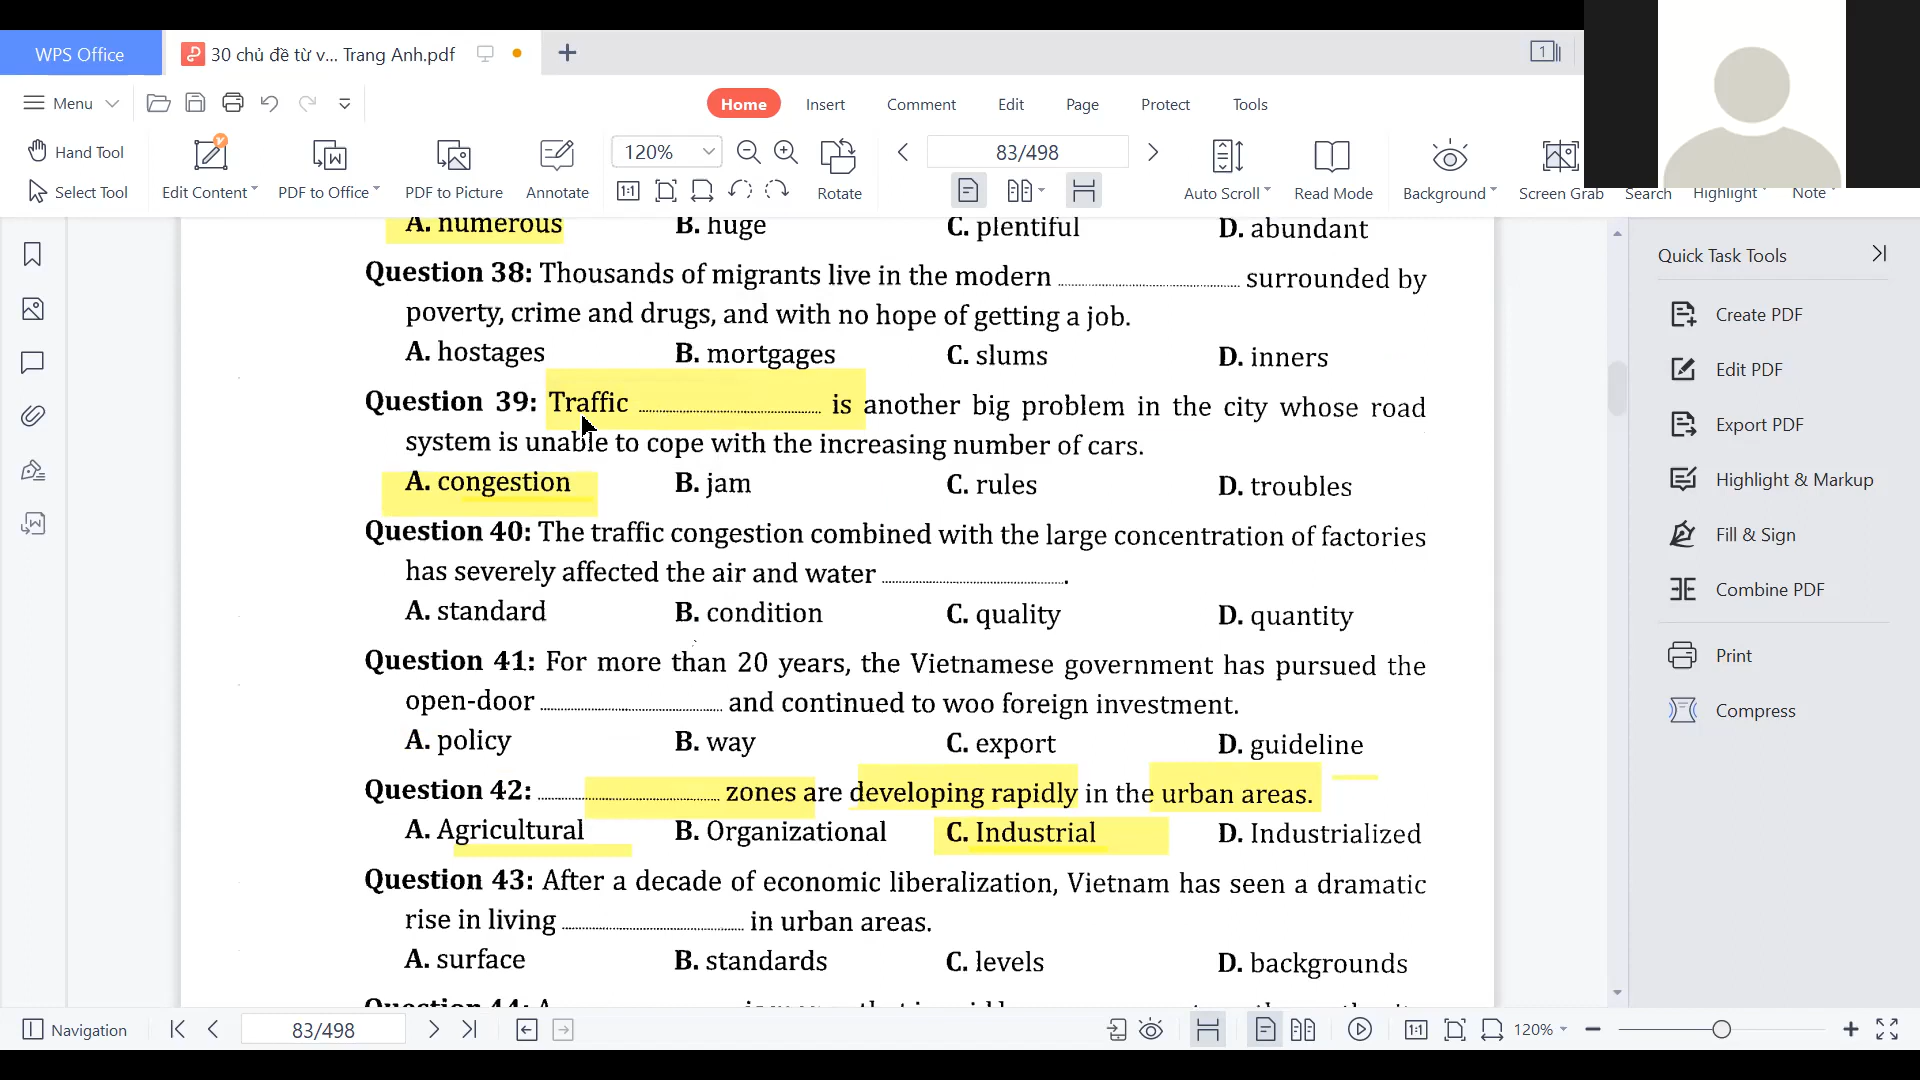 WPS Office
30 chủ đề từ v... Trang Anh.pdf
1
Menu
Home Insert Comment Edit Page Protect Tools
Hand Tool
Select Tool
Edit Content
PDF to Office
PDF to Picture
Annotate
120%
1:1
Rotate
83/498
Auto Scroll
Read Mode
Background
Screen Grab
Search
Highlight
Note
A. numerous B. huge C. plentiful D. abundant
Question 38: Thousands of migrants live in the modern .......... surrounded by
poverty, crime and drugs, and with no hope of getting a job.
A. hostages B. mortgages C. slums D. inners
Question 39: Traffic .......... is another big problem in the city whose road
system is unable to cope with the increasing number of cars.
A. congestion B. jam C. rules D. troubles
Question 40: The traffic congestion combined with the large concentration of factories
has severely affected the air and water ...........
A. standard B. condition C. quality D. quantity
Question 41: For more than 20 years, the Vietnamese government has pursued the
open-door .......... and continued to woo foreign investment.
A. policy B. way C. export D. guideline
Question 42: .......... zones are developing rapidly in the urban areas.
A. Agricultural B. Organizational C. Industrial D. Industrialized
Question 43: After a decade of economic liberalization, Vietnam has seen a dramatic
rise in living .......... in urban areas.
A. surface B. standards C. levels D. backgrounds
Quick Task Tools
Create PDF
Edit PDF
Export PDF
Highlight & Markup
Fill & Sign
Combine PDF
Print
Compress
Navigation
83/498
1:1
120%